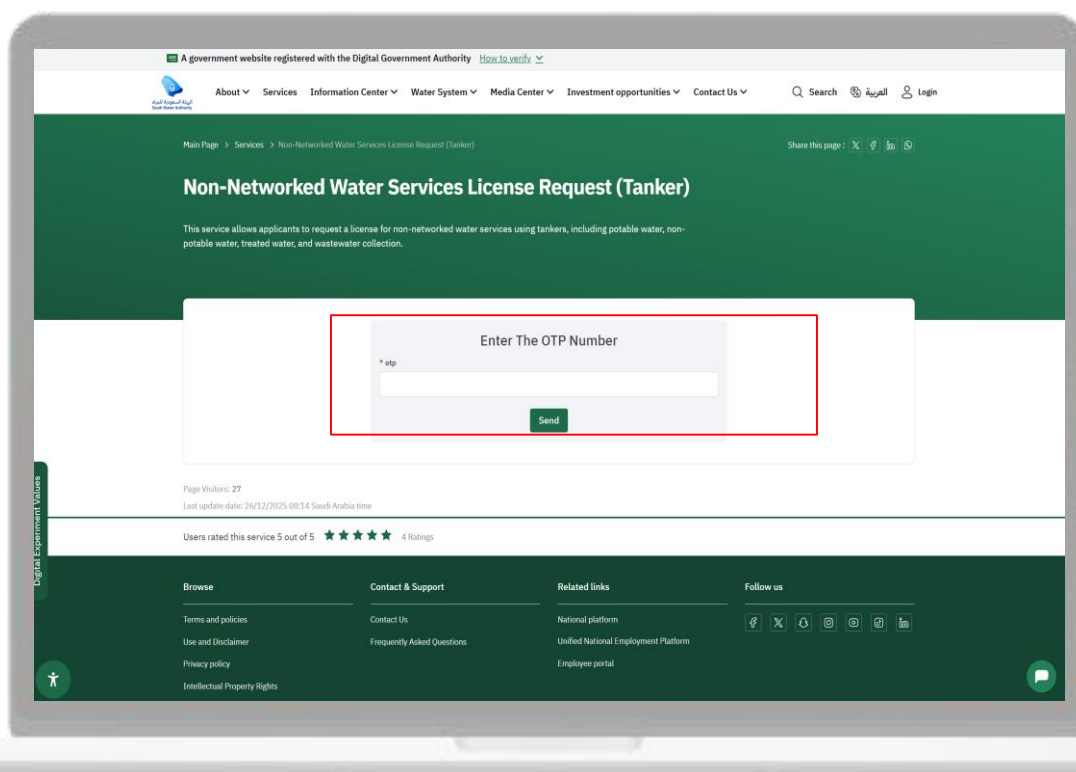 A government website registered with the Digital Government Authority How to verify
الهيئة السعودية للمياه
Saudi Water Authority
About Services Information Center Water System Media Center Investment opportunities Contact Us Search العربية Login
Main Page > Services > Non-Networked Water Services License Request (Tanker)
Share this page :
Non-Networked Water Services License Request (Tanker)
This service allows applicants to request a license for non-networked water services using tankers, including potable water, non-
potable water, treated water, and wastewater collection.
Enter The OTP Number
* otp
Send
Digital Experiment Values
Page Visitors: 27
Last update date: 26/12/2025 08:14 Saudi Arabia time
Users rated this service 5 out of 5 4 Ratings
Browse Contact & Support Related links Follow us
Terms and policies Contact Us National platform
Use and Disclaimer Frequently Asked Questions Unified National Employment Platform
Privacy policy Employee portal
Intellectual Property Rights